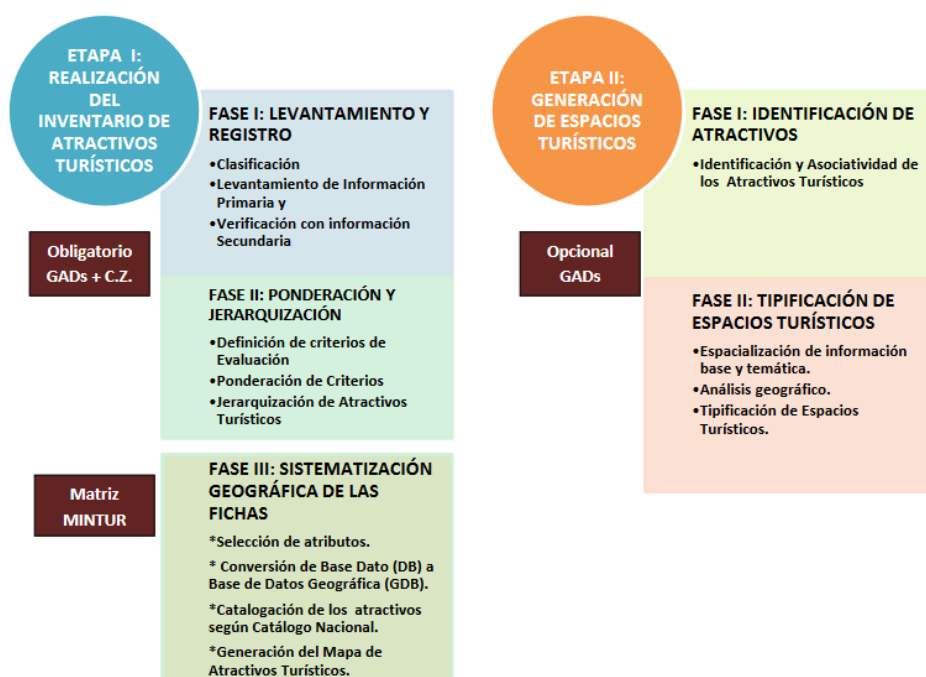 ETAPA I:
REALIZACIÓN
DEL
INVENTARIO DE
ATRACTIVOS
TURÍSTICOS
FASE I: LEVANTAMIENTO Y
REGISTRO
•Clasificación
•Levantamiento de Información
Primaria y
•Verificación con información
Secundaria
Obligatorio
GADs + C.Z.
FASE II: PONDERACIÓN Y
JERARQUIZACIÓN
•Definición de criterios de
Evaluación
•Ponderación de Criterios
•Jerarquización de Atractivos
Turísticos
Matriz
MINTUR
FASE III: SISTEMATIZACIÓN
GEOGRÁFICA DE LAS
FICHAS
*Selección de atributos.
* Conversión de Base Dato (DB) a
Base de Datos Geográfica (GDB).
*Catalogación de los atractivos
según Catálogo Nacional.
*Generación del Mapa de
Atractivos Turísticos.
ETAPA II:
GENERACIÓN
DE ESPACIOS
TURÍSTICOS
FASE I: IDENTIFICACIÓN DE
ATRACTIVOS
•Identificación y Asociatividad de
los Atractivos Turísticos
Opcional
GADs
FASE II: TIPIFICACIÓN DE
ESPACIOS TURÍSTICOS
•Espacialización de información
base y temática.
•Análisis geográfico.
•Tipificación de Espacios
Turísticos.